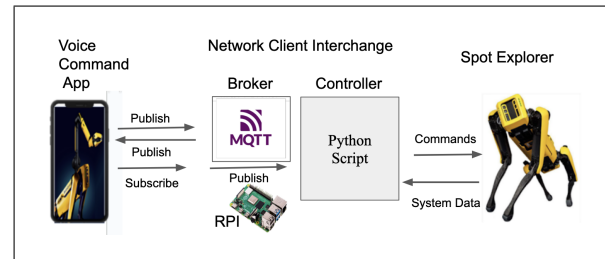 Voice
Command
App
Network Client Interchange
Spot Explorer
Broker
Controller
Publish
Publish
Subscribe
MQTT
Publish
RPI
Python
Script
Commands
System Data